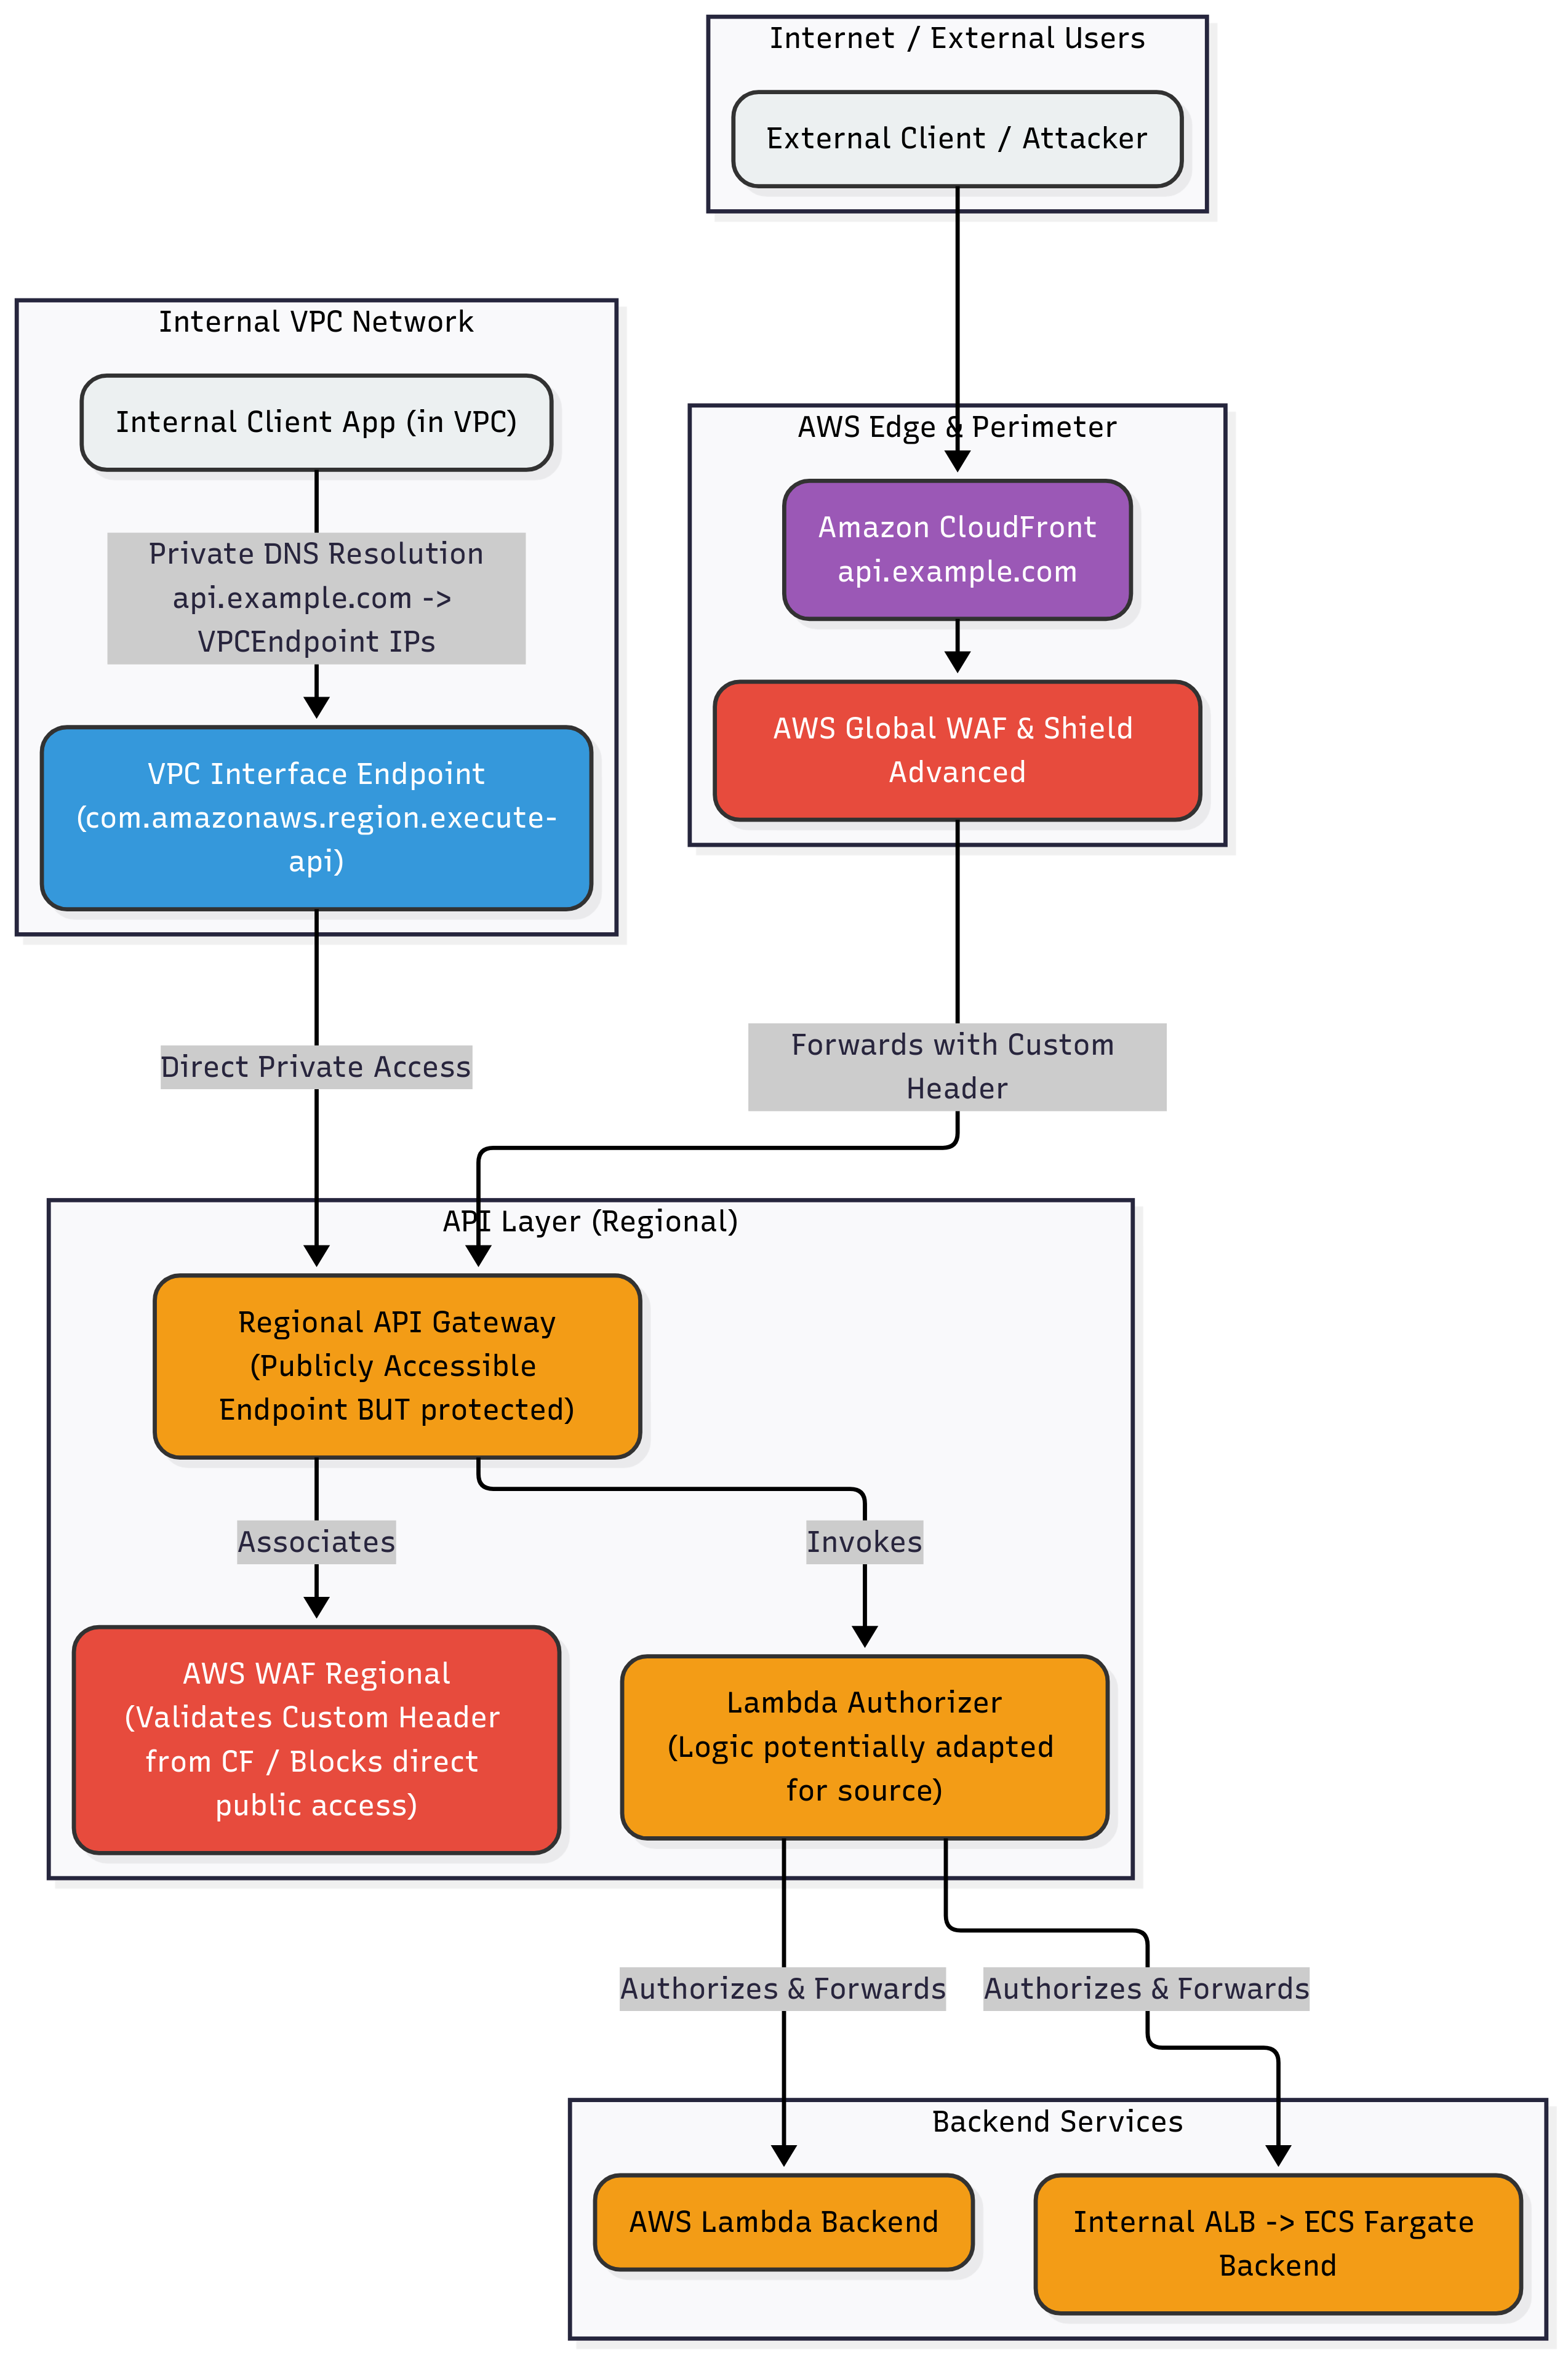 Internet / External Users
External Client / Attacker
Internal VPC Network
Internal Client App (in VPC)
Private DNS Resolution
api.example.com ->
VPCEndpoint IPs
VPC Interface Endpoint
(com.amazonaws.region.execute-
api)
AWS Edge & Perimeter
Amazon CloudFront
api.example.com
AWS Global WAF & Shield
Advanced
Direct Private Access
Forwards with Custom
Header
API Layer (Regional)
Regional API Gateway
(Publicly Accessible
Endpoint BUT protected)
Associates
Invokes
AWS WAF Regional
(Validates Custom Header
from CF / Blocks direct
public access)
Lambda Authorizer
(Logic potentially adapted
for source)
Authorizes & Forwards
Authorizes & Forwards
Backend Services
AWS Lambda Backend
Internal ALB -> ECS Fargate
Backend